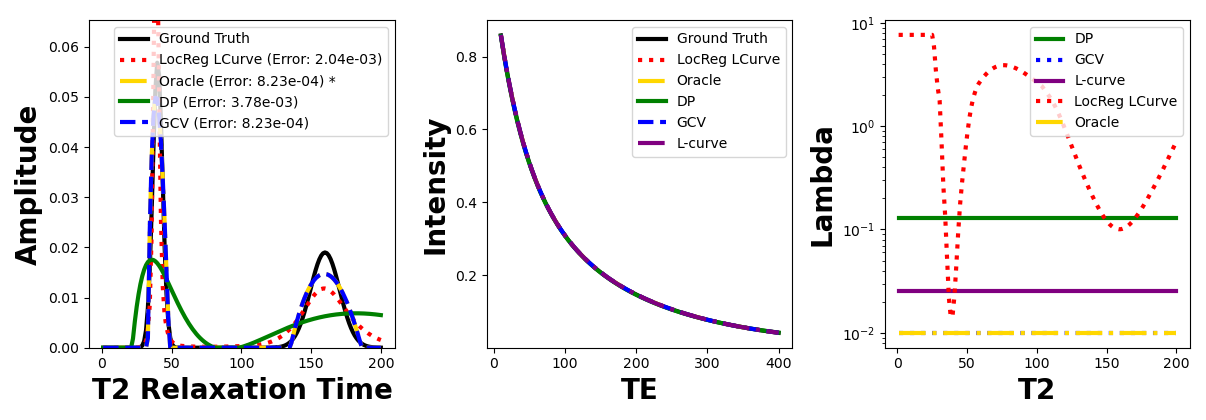 Amplitude
0.06
0.05
0.04
0.03
0.02
0.01
0.00
Ground Truth
LocReg LCurve (Error: 2.04e-03)
Oracle (Error: 8.23e-04) *
DP (Error: 3.78e-03)
GCV (Error: 8.23e-04)
0 50 100 150 200
T2 Relaxation Time
Intensity
0.8
0.6
0.4
0.2
Ground Truth
LocReg LCurve
Oracle
DP
GCV
L-curve
0 100 200 300 400
TE
Lambda
10¹
10⁰
10⁻¹
10⁻²
DP
GCV
L-curve
LocReg LCurve
Oracle
0 50 100 150 200
T2